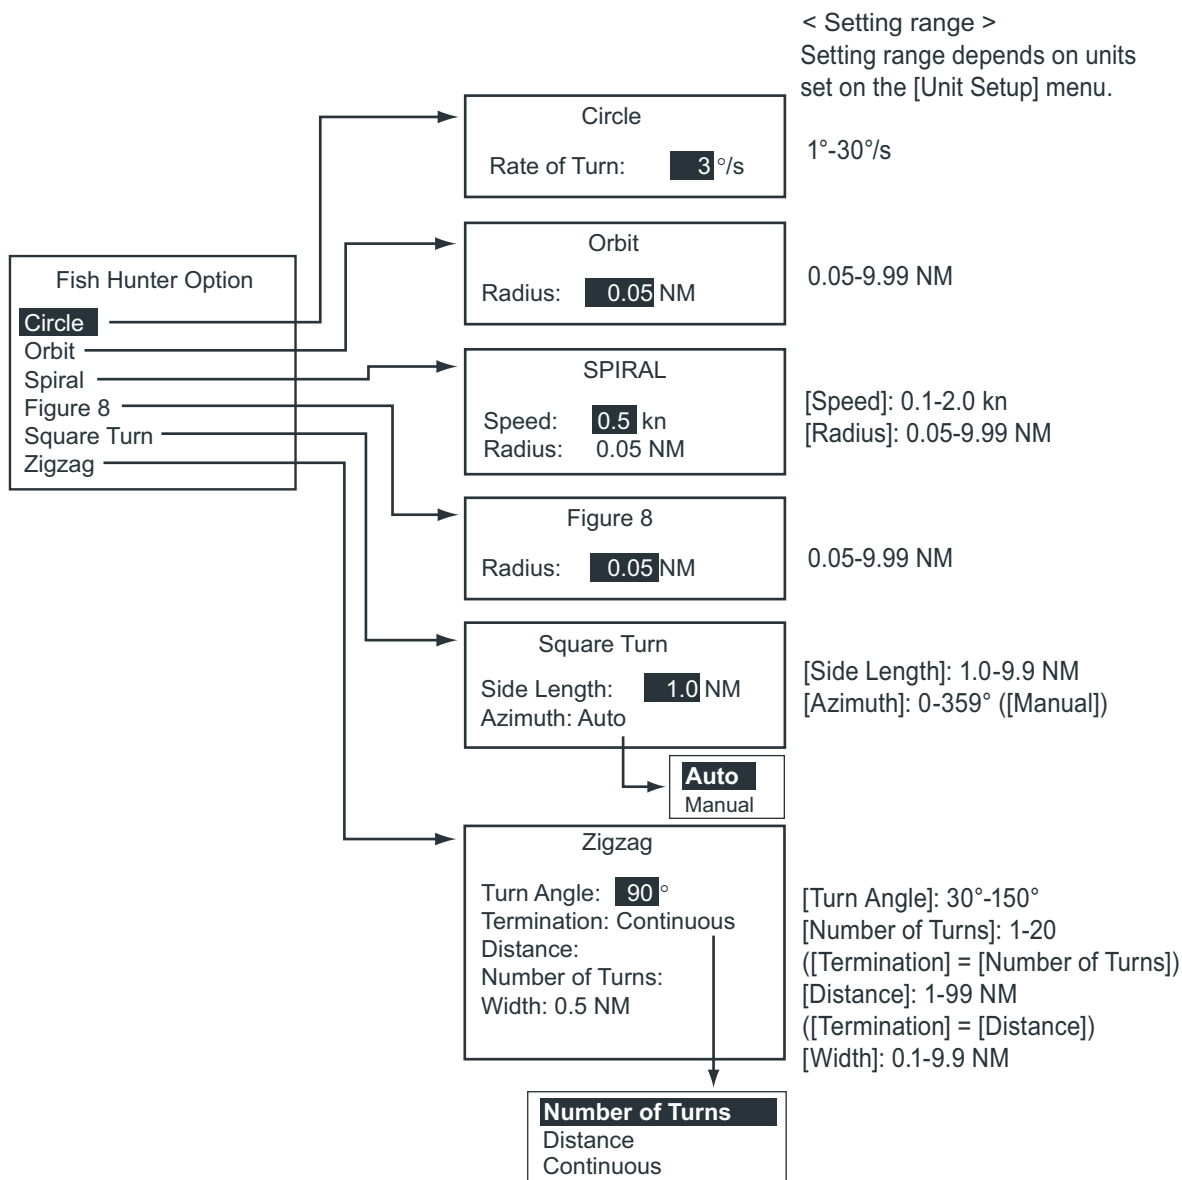 < Setting range >
Setting range depends on units
set on the [Unit Setup] menu.
Fish Hunter Option
Circle
Orbit
Spiral
Figure 8
Square Turn
Zigzag
Circle
Rate of Turn: 3 °/s
1°-30°/s
Orbit
Radius: 0.05 NM
0.05-9.99 NM
SPIRAL
Speed: 0.5 kn
Radius: 0.05 NM
[Speed]: 0.1-2.0 kn
[Radius]: 0.05-9.99 NM
Figure 8
Radius: 0.05 NM
0.05-9.99 NM
Square Turn
Side Length: 1.0 NM
Azimuth: Auto
[Side Length]: 1.0-9.9 NM
[Azimuth]: 0-359° ([Manual])
Auto
Manual
Zigzag
Turn Angle: 90 °
Termination: Continuous
Distance:
Number of Turns:
Width: 0.5 NM
[Turn Angle]: 30°-150°
[Number of Turns]: 1-20
([Termination] = [Number of Turns])
[Distance]: 1-99 NM
([Termination] = [Distance])
[Width]: 0.1-9.9 NM
Number of Turns
Distance
Continuous